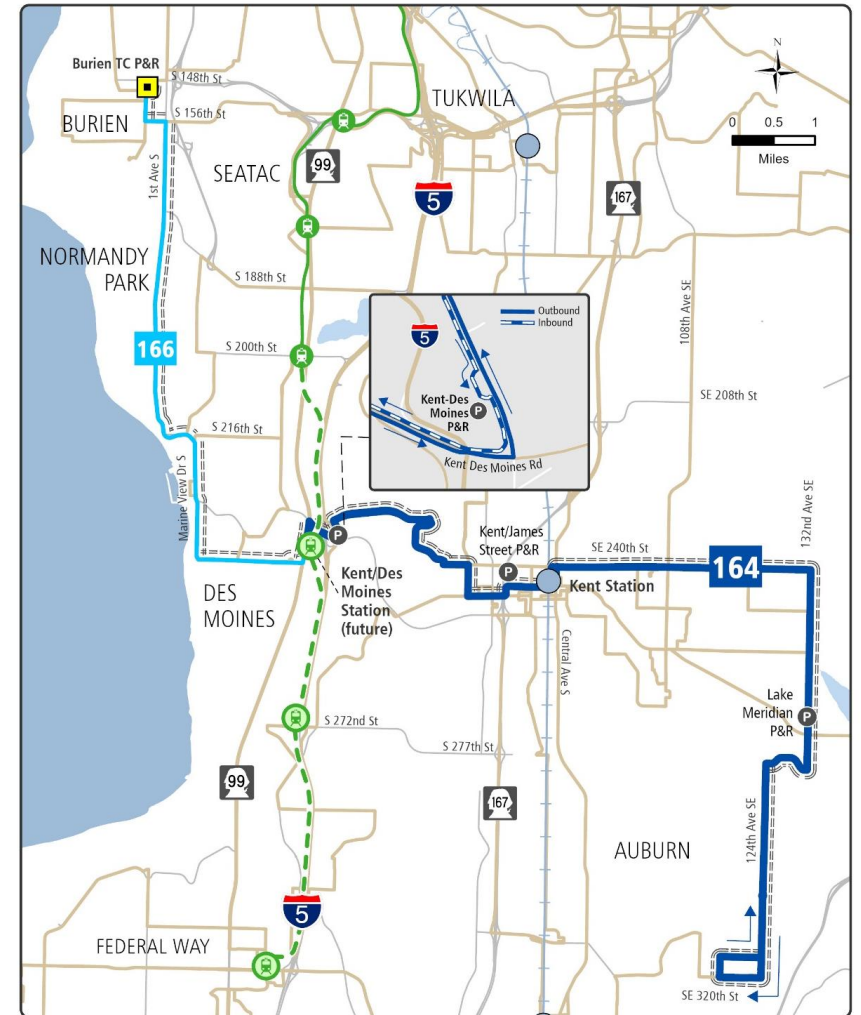 Burien TC P&R
S 148th St
TUKWILA
N
BURIEN
S 156th St
0 0.5 1
Miles
SEATAC
99
5
167
1st Ave S
NORMANDY
PARK
S 188th St
108th Ave SE
Outbound
Inbound
5
166
S 200th St
Kent-Des
Moines
P&R
P
SE 208th St
S 216th St
Kent Des Moines Rd
Marine View Dr S
132nd Ave SE
P
Kent/James
Street P&R
P
SE 240th St
164
Kent/Des
Moines
Station
(future)
Kent Station
DES
MOINES
Central Ave S
Lake
Meridian
P&R
P
S 272nd St
S 277th St
99
167
124th Ave SE
AUBURN
5
FEDERAL WAY
SE 320th St